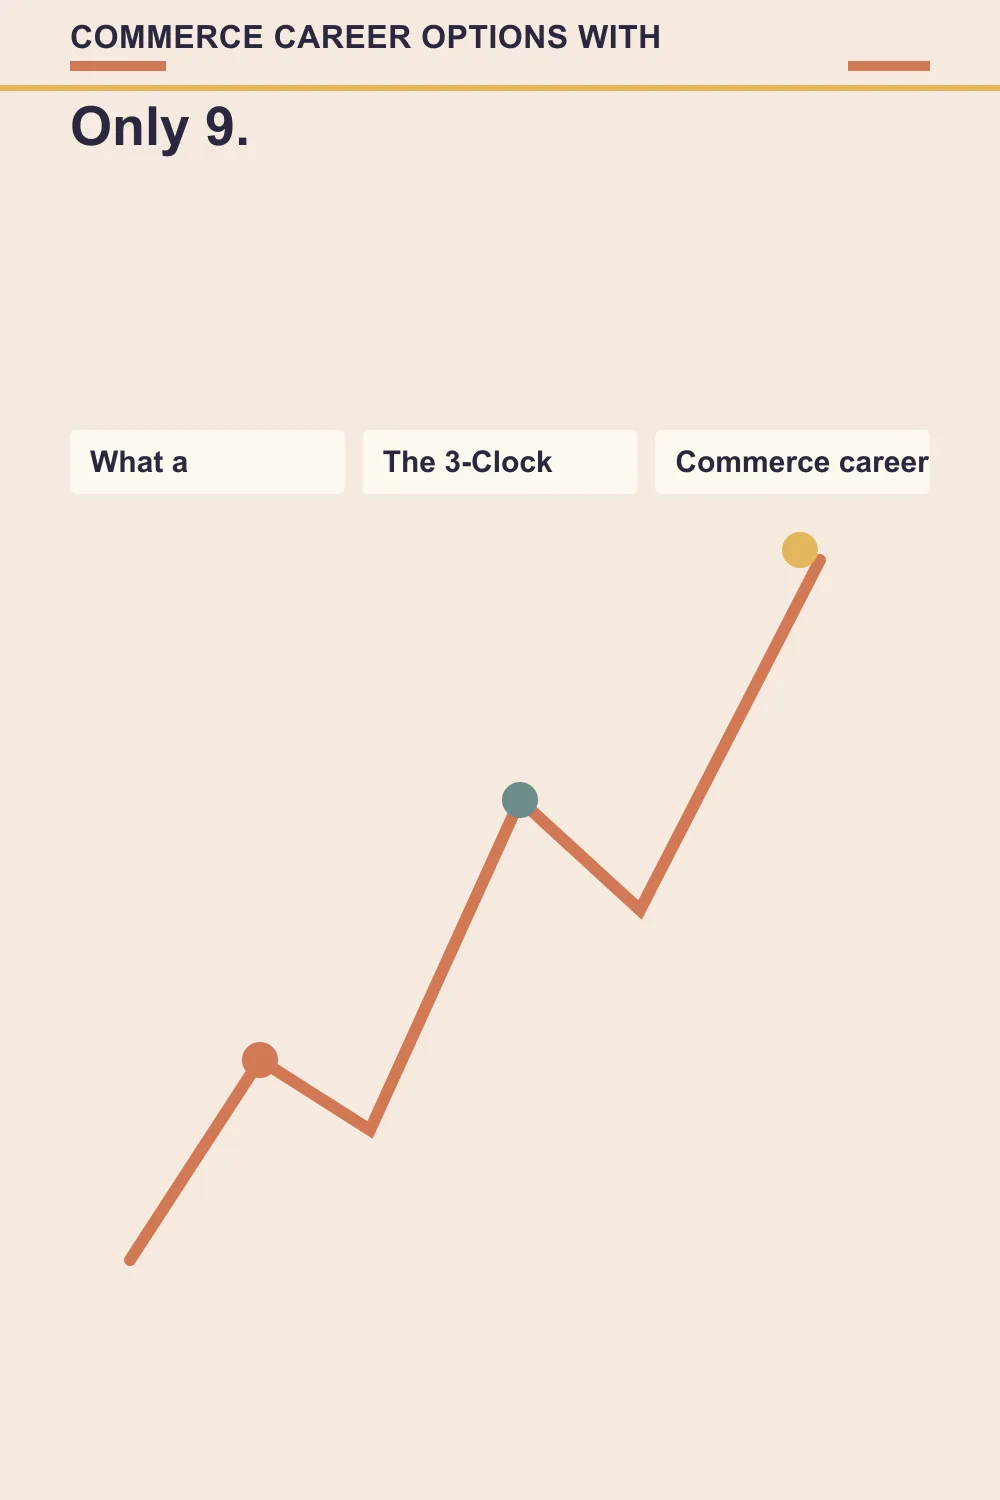 COMMERCE CAREER OPTIONS WITH
Only 9.
What a
The 3-Clock
Commerce career